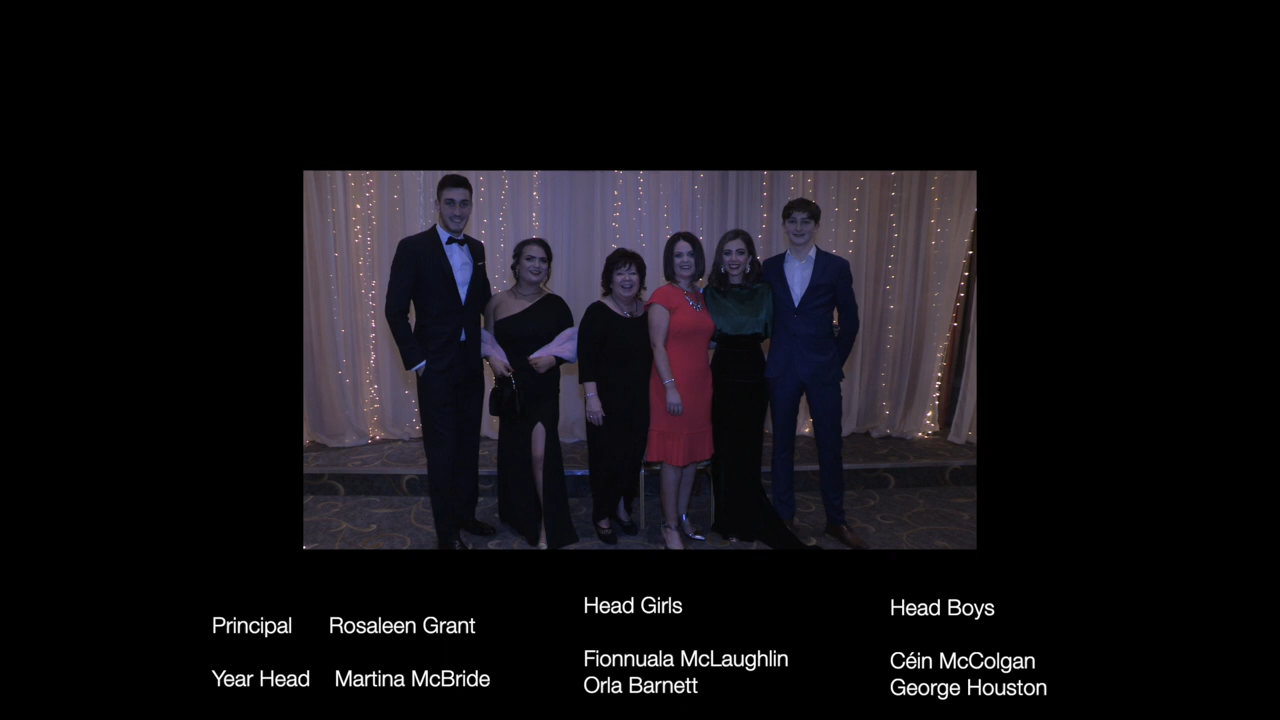 Principal Rosaleen Grant
Year Head Martina McBride
Head Girls
Fionnuala McLaughlin
Orla Barnett
Head Boys
Céin McColgan
George Houston